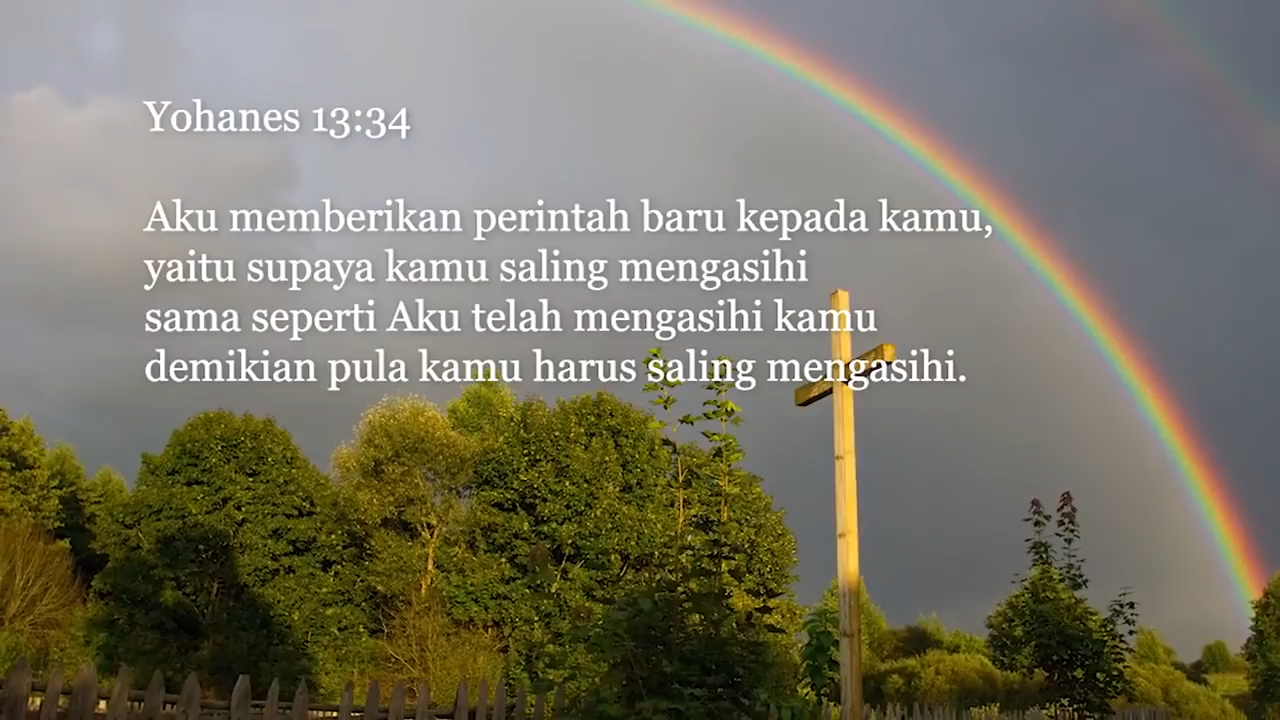 Yohanes 13:34
Aku memberikan perintah baru kepada kamu,
yaitu supaya kamu saling mengasihi
sama seperti Aku telah mengasihi kamu
demikian pula kamu harus saling mengasihi.